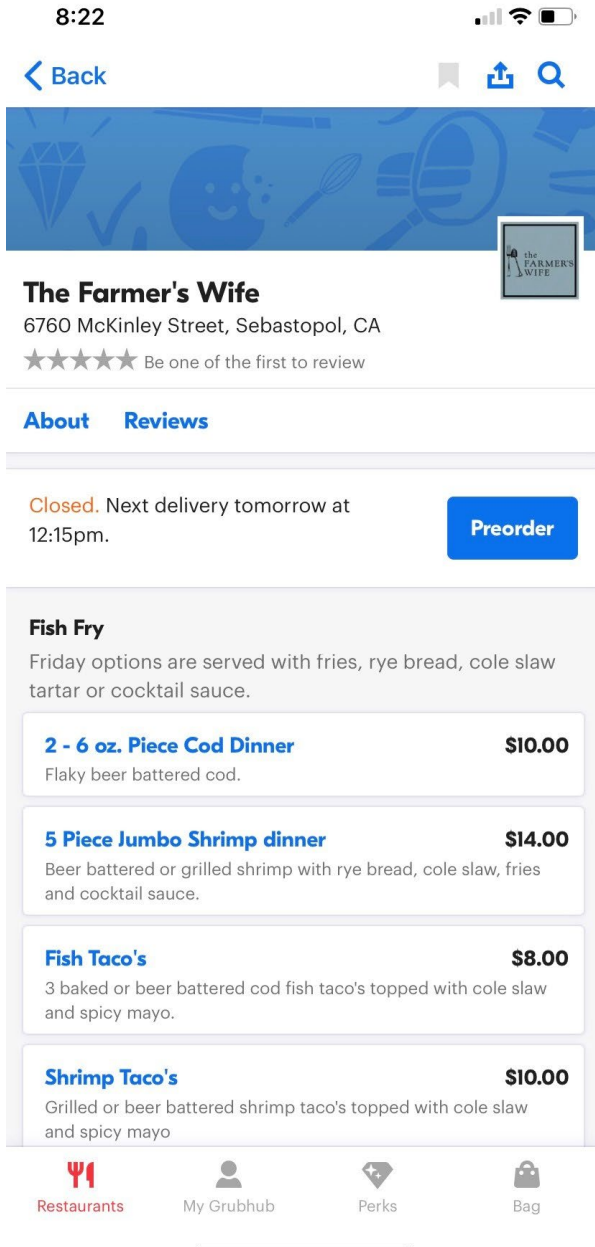 8:22
Back
the
FARMER'S
WIFE
The Farmer's Wife
6760 McKinley Street, Sebastopol, CA
Be one of the first to review
About Reviews
Closed. Next delivery tomorrow at
12:15pm.
Preorder
Fish Fry
Friday options are served with fries, rye bread, cole slaw
tartar or cocktail sauce.
2 - 6 oz. Piece Cod Dinner $10.00
Flaky beer battered cod.
5 Piece Jumbo Shrimp dinner $14.00
Beer battered or grilled shrimp with rye bread, cole slaw, fries
and cocktail sauce.
Fish Taco's $8.00
3 baked or beer battered cod fish taco's topped with cole slaw
and spicy mayo.
Shrimp Taco's $10.00
Grilled or beer battered shrimp taco's topped with cole slaw
and spicy mayo
Restaurants My Grubhub Perks Bag